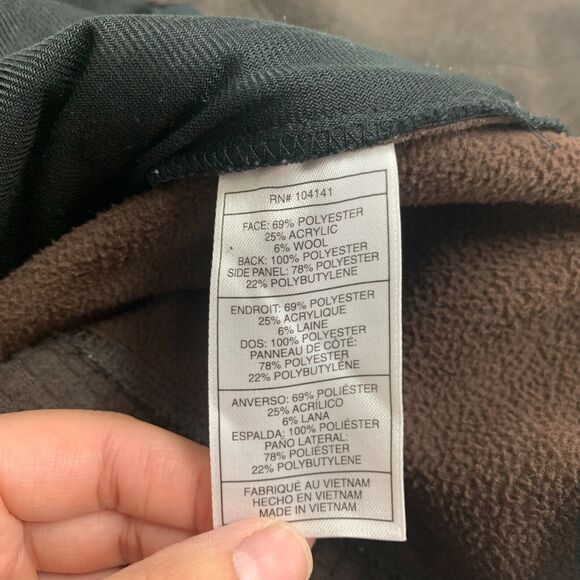 RN# 104141
FACE: 69% POLYESTER
25% ACRYLIC
6% WOOL
BACK: 100% POLYESTER
SIDE PANEL: 78% POLYESTER
22% POLYBUTYLENE
ENDROIT: 69% POLYESTER
25% ACRYLIQUE
6% LAINE
DOS: 100% POLYESTER
PANNEAU DE CÔTÉ:
78% POLYESTER
22% POLYBUTYLÉNE
ANVERSO: 69% POLIÉSTER
25% ACRÍLICO
6% LANA
ESPALDA: 100% POLIÉSTER
PAÑO LATERAL:
78% POLIÉSTER
22% POLYBUTYLENE
FABRIQUÉ AU VIETNAM
HECHO EN VIETNAM
MADE IN VIETNAM